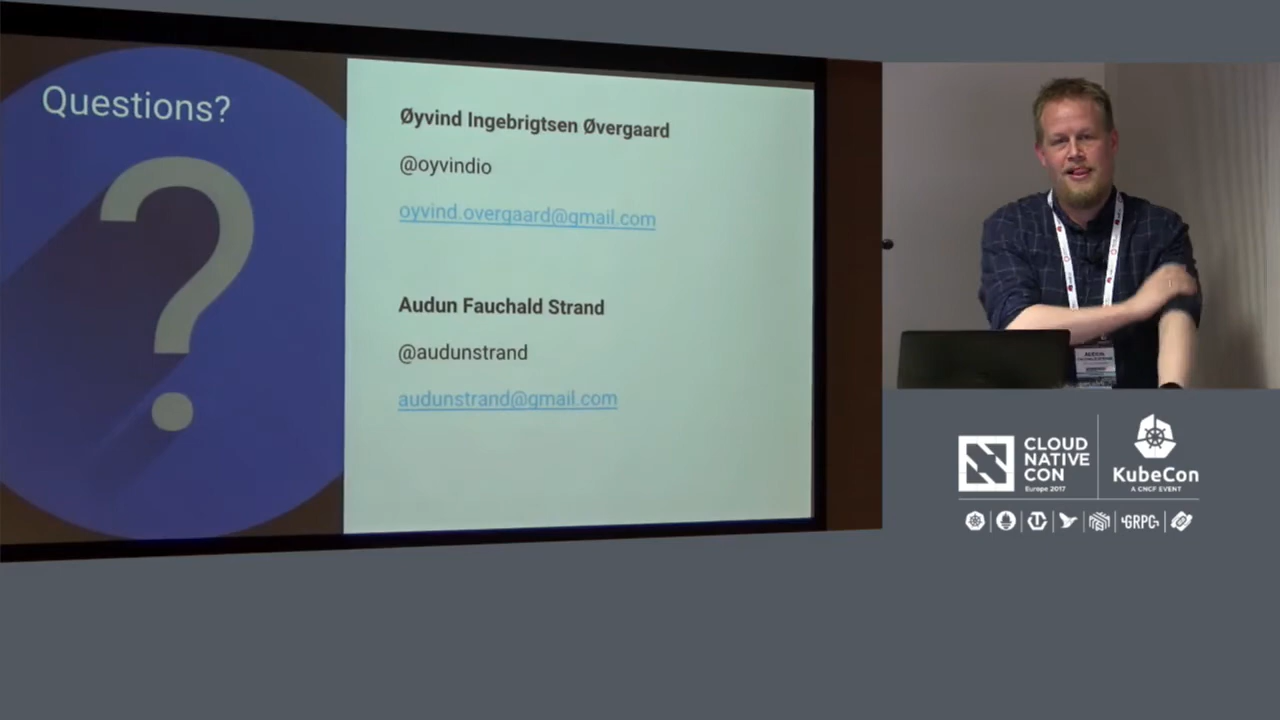 Questions?
Øyvind Ingebrigtsen Øvergaard
@oyvindio
oyvind.overgaard@gmail.com
Audun Fauchald Strand
@audunstrand
audunstrand@gmail.com
CLOUD
NATIVE
CON
Europe 2017
KubeCon
A CNCF EVENT
GRPC